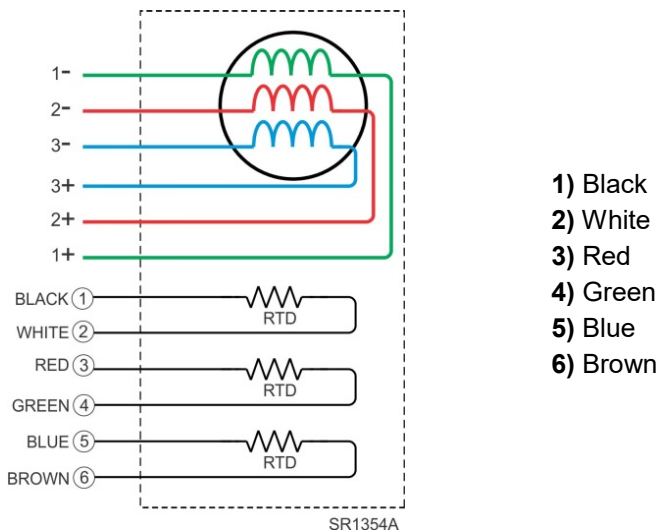 1-
2-
3-
3+
2+
1+
BLACK 1
RTD
WHITE 2
RED 3
RTD
GREEN 4
BLUE 5
RTD
BROWN 6
SR1354A
1) Black
2) White
3) Red
4) Green
5) Blue
6) Brown